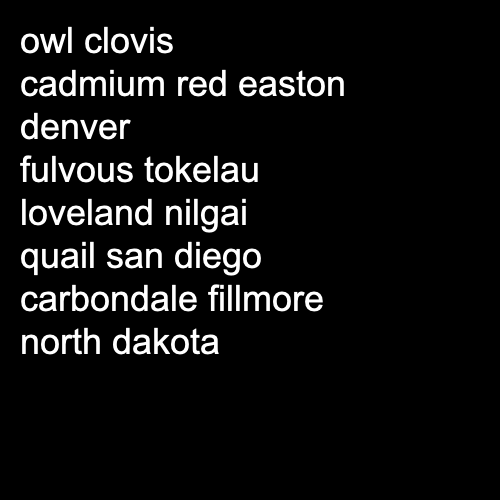 owl clovis
cadmium red easton
denver
fulvous tokelau
loveland nilgai
quail san diego
carbondale fillmore
north dakota